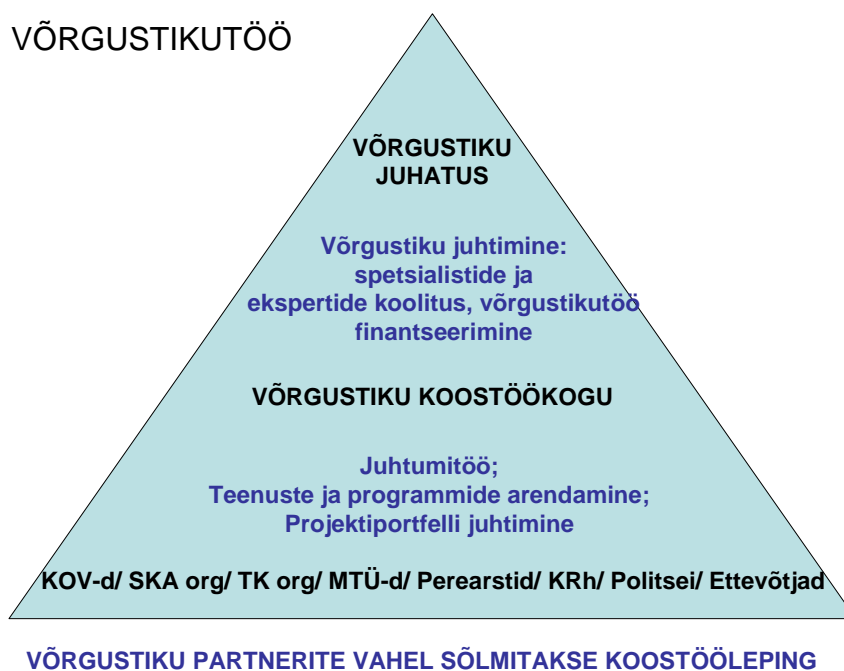 VÕRGUSTIKUTÖÖ
VÕRGUSTIKU
JUHATUS
Võrgustiku juhtimine:
spetsialistide ja
ekspertide koolitus, võrgustikutöö
finantseerimine
VÕRGUSTIKU KOOSTÖÖKOGU
Juhtumitöö;
Teenuste ja programmide arendamine;
Projektiportfelli juhtimine
KOV-d/ SKA org/ TK org/ MTÜ-d/ Perearstid/ KRh/ Politsei/ Ettevõtjad
VÕRGUSTIKU PARTNERITE VAHEL SÕLMITAKSE KOOSTÖÖLEPING